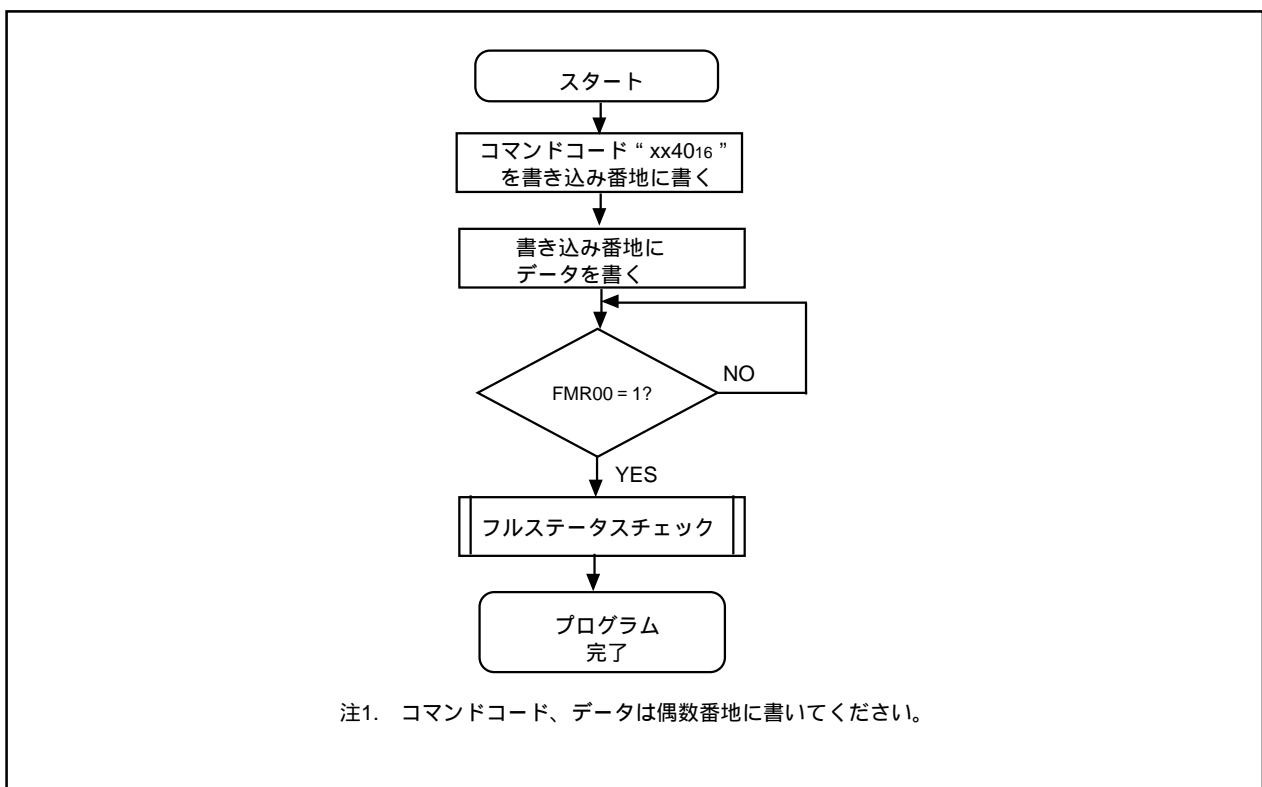 スタート
コマンドコード“xx4016”
を書き込み番地に書く
書き込み番地に
データを書く
FMR00 = 1?
NO
YES
フルステータスチェック
プログラム
完了
注1. コマンドコード、データは偶数番地に書いてください。